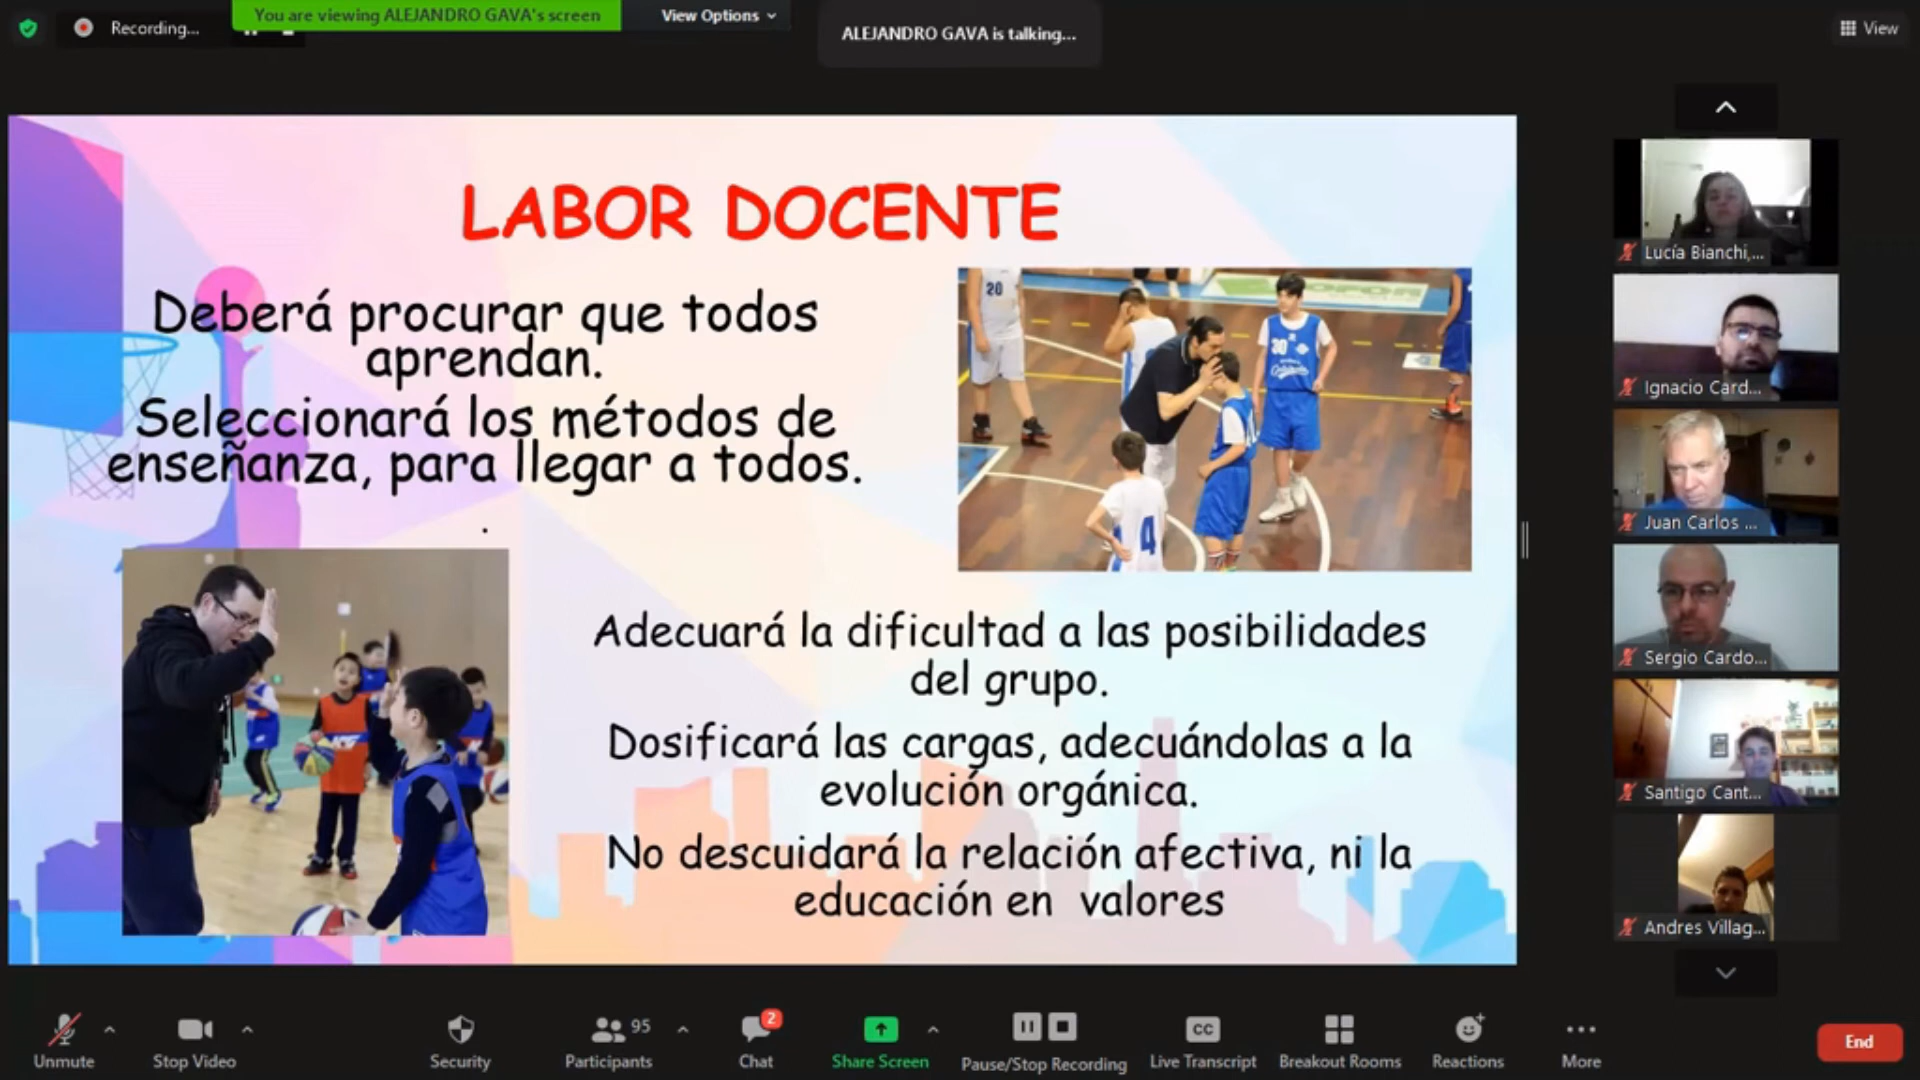 You are viewing ALEJANDRO GAVA's screen
View Options
Recording...
ALEJANDRO GAVA is talking...
View
LABOR DOCENTE
Deberá procurar que todos
aprendan.
Seleccionará los métodos de
enseñanza, para llegar a todos.
.
20
30
4
Adecuará la dificultad a las posibilidades
del grupo.
Dosificará las cargas, adecuándolas a la
evolución orgánica.
No descuidará la relación afectiva, ni la
educación en valores
Lucía Bianchi,...
Ignacio Card...
Juan Carlos ...
Sergio Cardo...
Santigo Cant...
Andres Villag...
Unmute
Stop Video
Security
95
Participants
2
Chat
Share Screen
Pause/Stop Recording
CC
Live Transcript
Breakout Rooms
Reactions
More
End